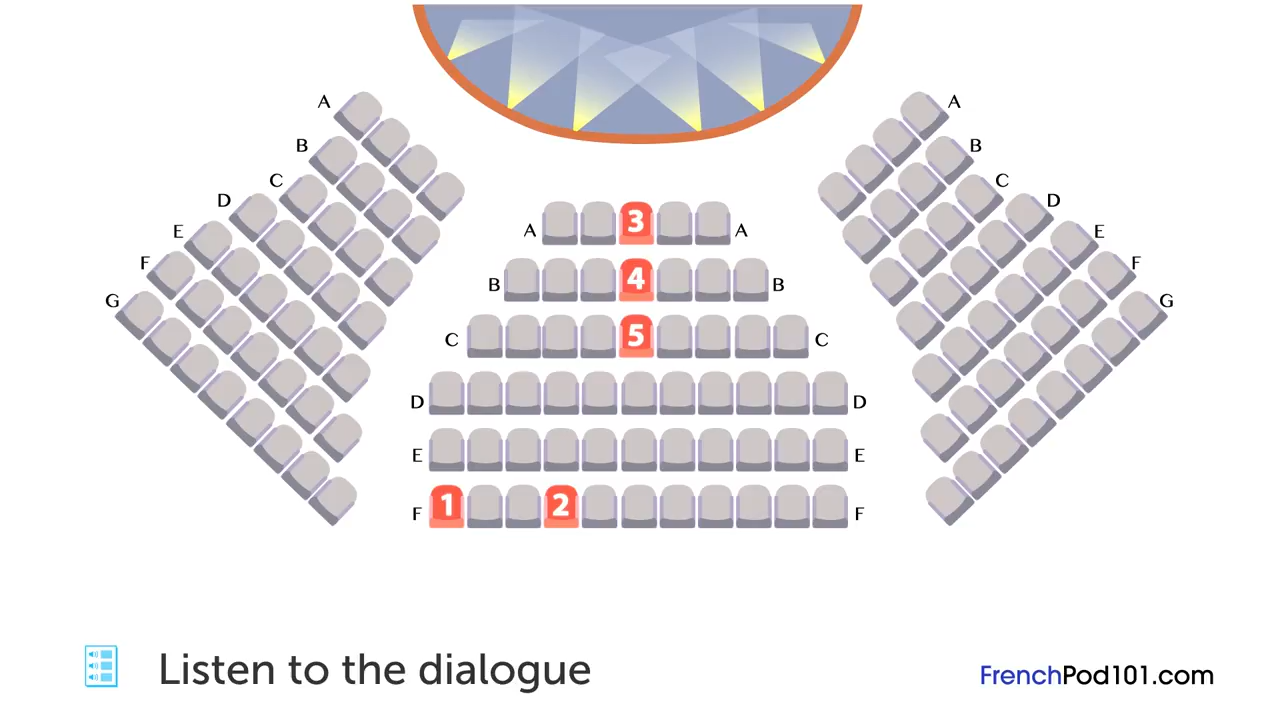 A
B
C
D
E
F
G
A
B
C
D
E
F
G
A 3 A
B 4 B
C 5 C
D D
E E
F 1 2 F
Listen to the dialogue
FrenchPod101.com